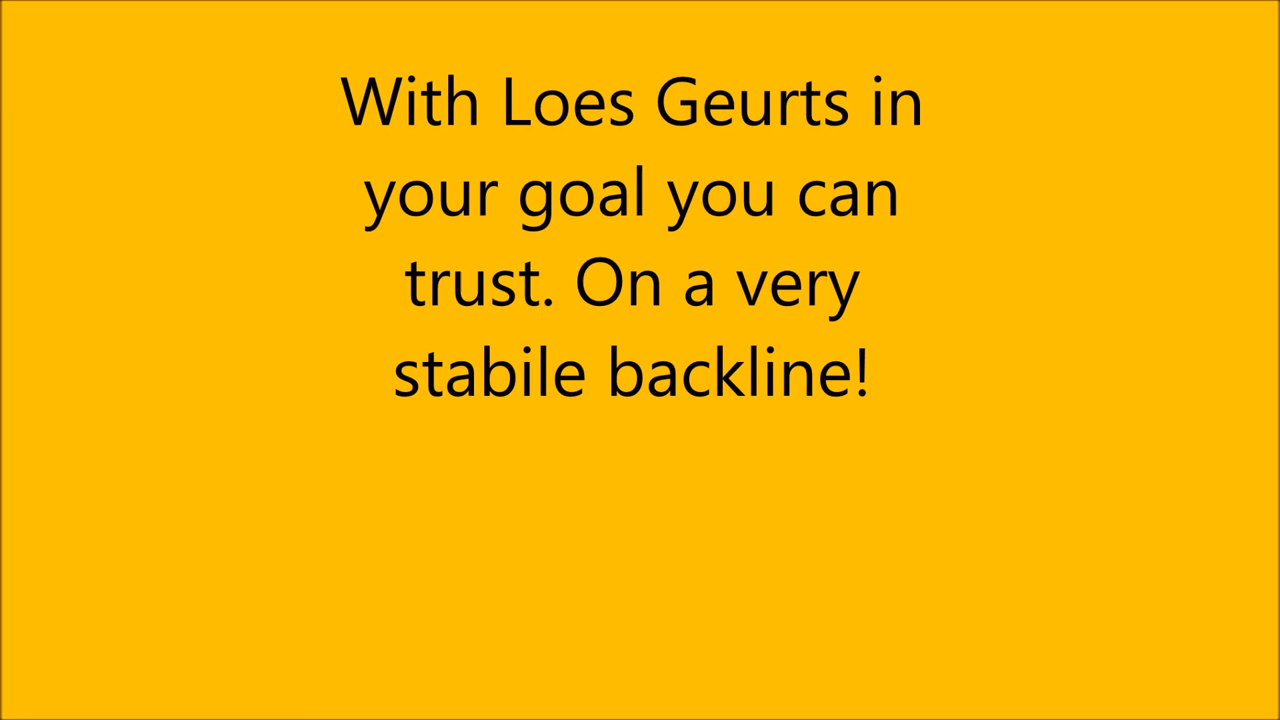 With Loes Geurts in
your goal you can
trust. On a very
stabile backline!